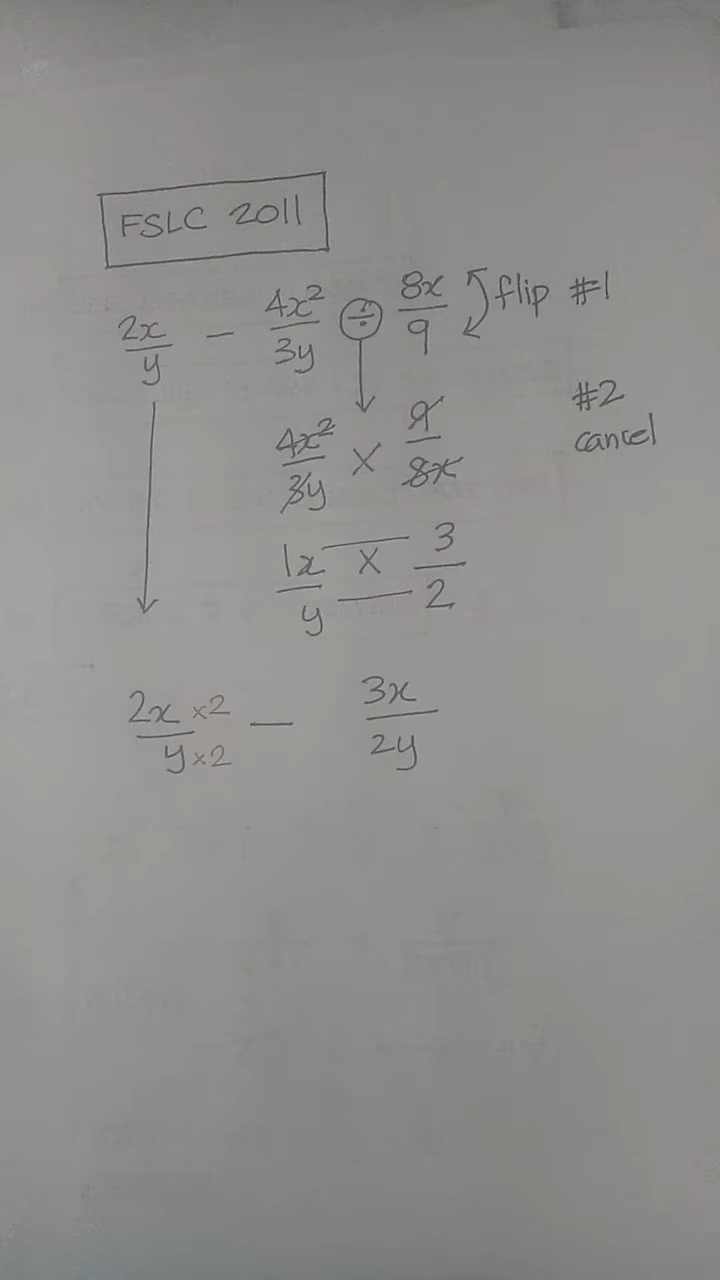 FSLC 2011
2x/y - 4x²/3y ÷ 8x/9 flip #1
4x²/3y × 9/8x #2 cancel
1x/y × 3/2
2x ×2/y ×2 - 3x/2y